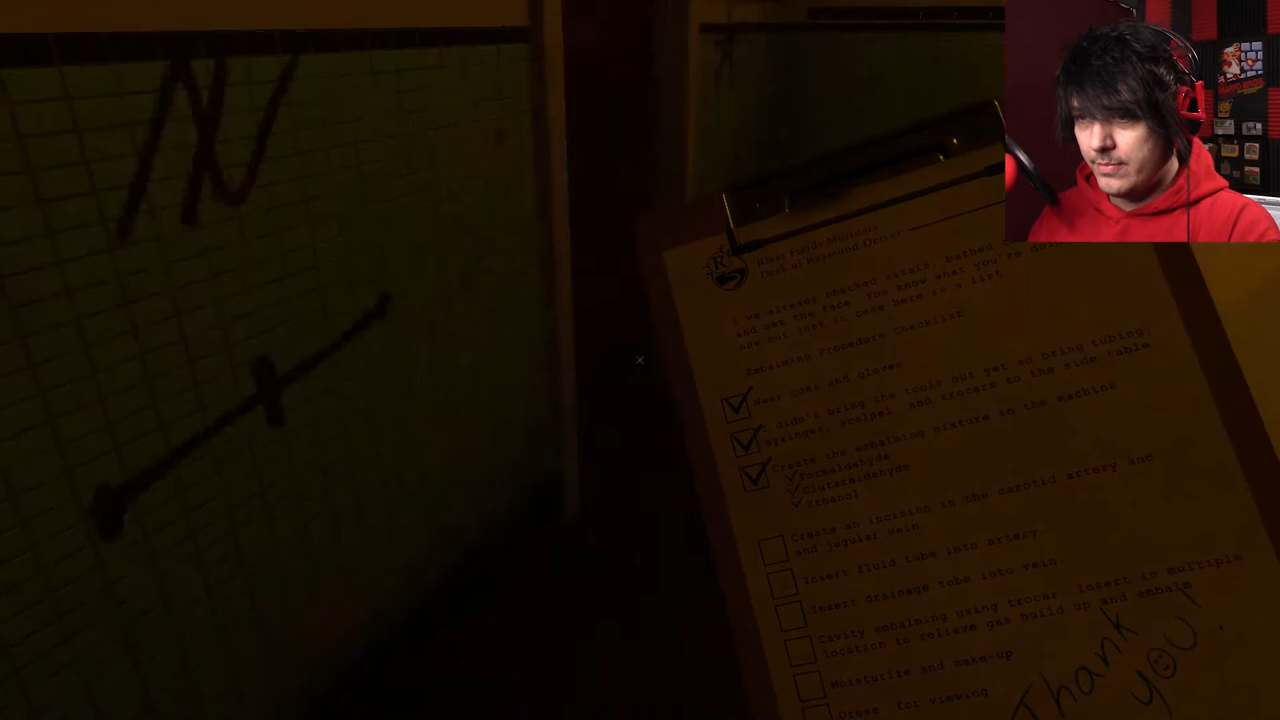 River Fields Mortuary
Desk of Raymond Delver
I've already checked vitals, bathed
and set the face. You know what you're doing
now but just in case here is a list
Embalming Procedure Checklist
Wear coat and gloves
I didn't bring the tools out yet so bring tubing,
syringes, scalpel, and trocars to the side table
Create the embalming mixture in the machine
Formaldehyde
Glutaraldehyde
Ethanol
Create an incision in the carotid artery and
and jugular vein.
Insert fluid tube into artery
Insert drainage tube into vein.
Cavity embalming using trocar. Insert in multiple
location to relieve gas build up and embalm
Moisturize and make-up
Dress for viewing
Thank
you!